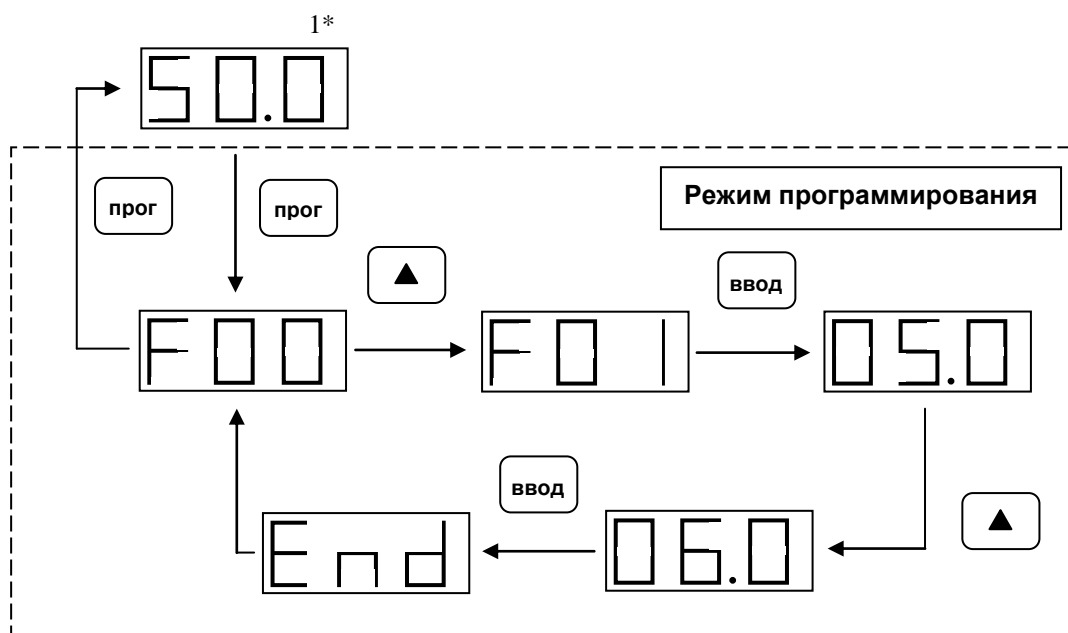 1*
50.0
Режим программирования
прог
прог
▲
ввод
F00
F01
05.0
ввод
▲
End
06.0